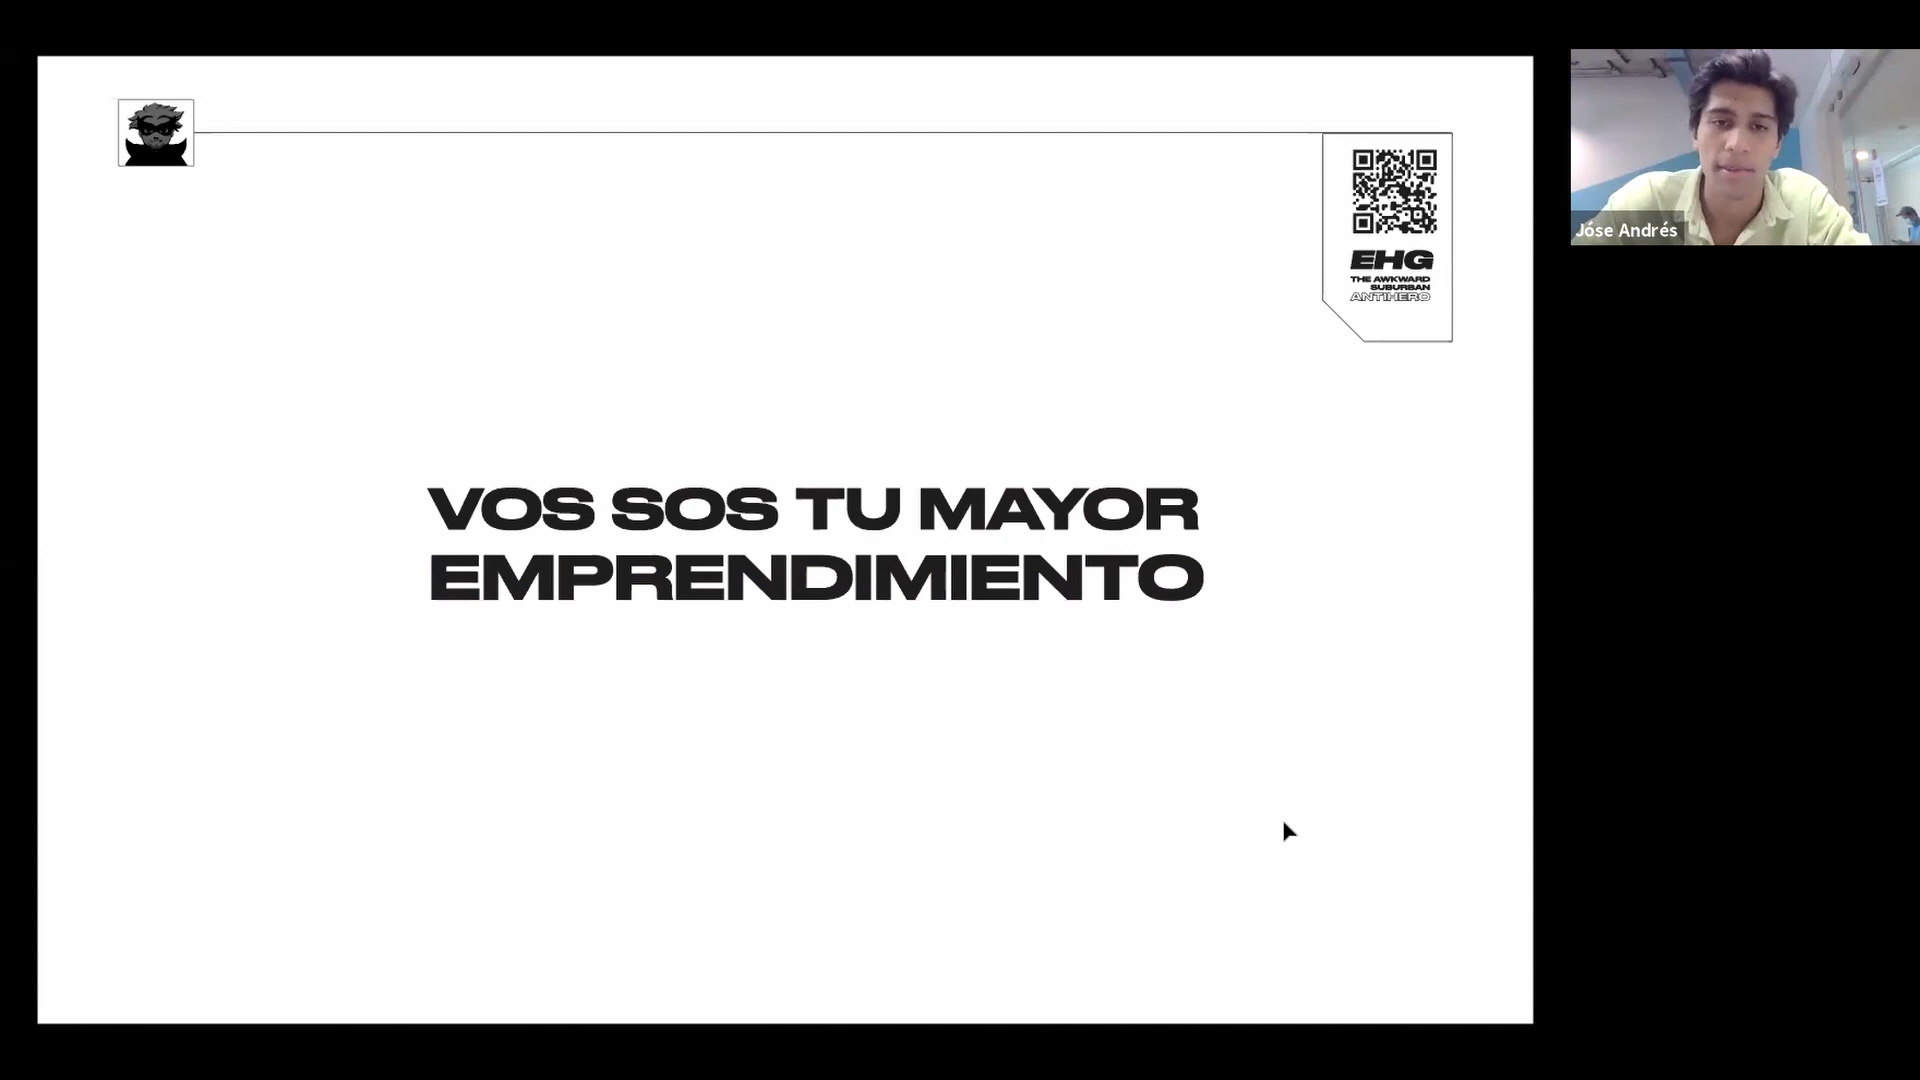 EHG
THE AWKWARD
SUBURBAN
ANTIHERO
VOS SOS TU MAYOR
EMPRENDIMIENTO
Jóse Andrés